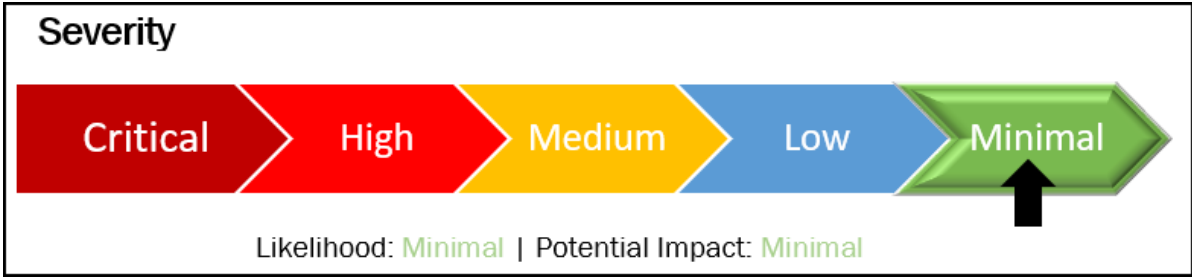 Severity
Critical High Medium Low Minimal
Likelihood: Minimal | Potential Impact: Minimal